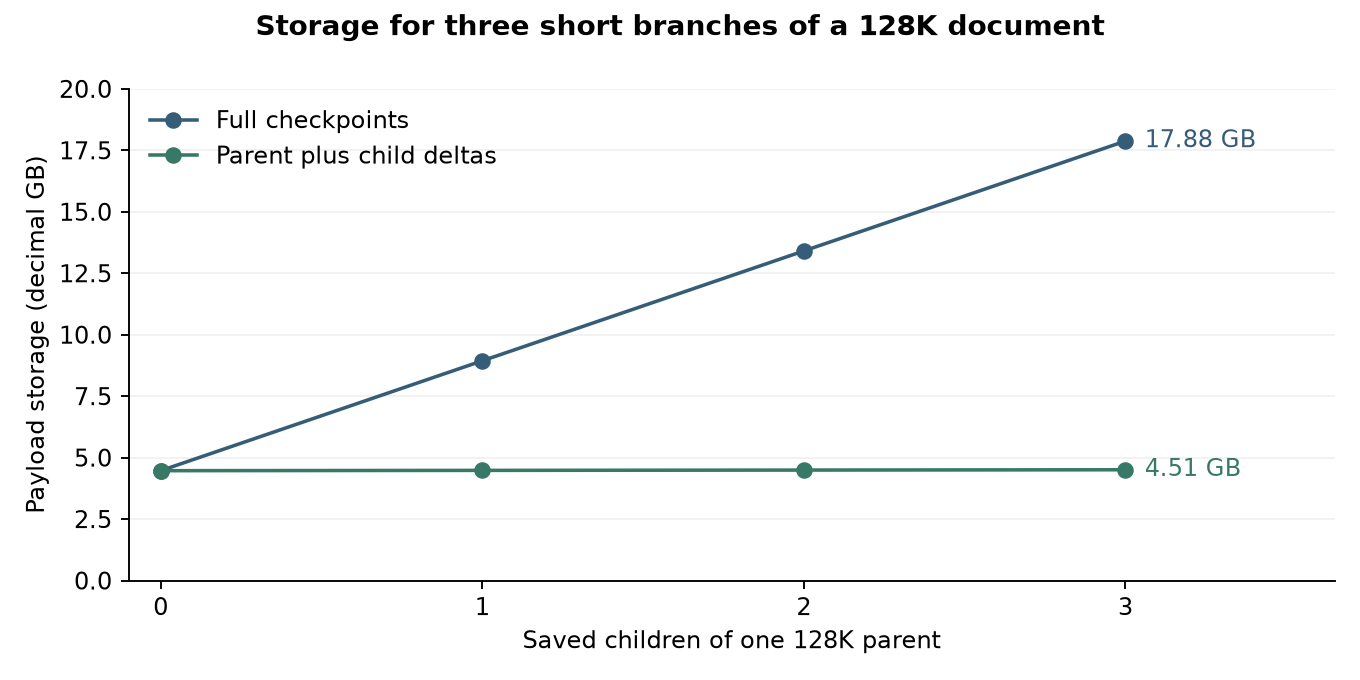 Storage for three short branches of a 128K document
Payload storage (decimal GB)
20.0
17.5
15.0
12.5
10.0
7.5
5.0
2.5
0.0
Full checkpoints
Parent plus child deltas
17.88 GB
4.51 GB
0
1
2
3
Saved children of one 128K parent